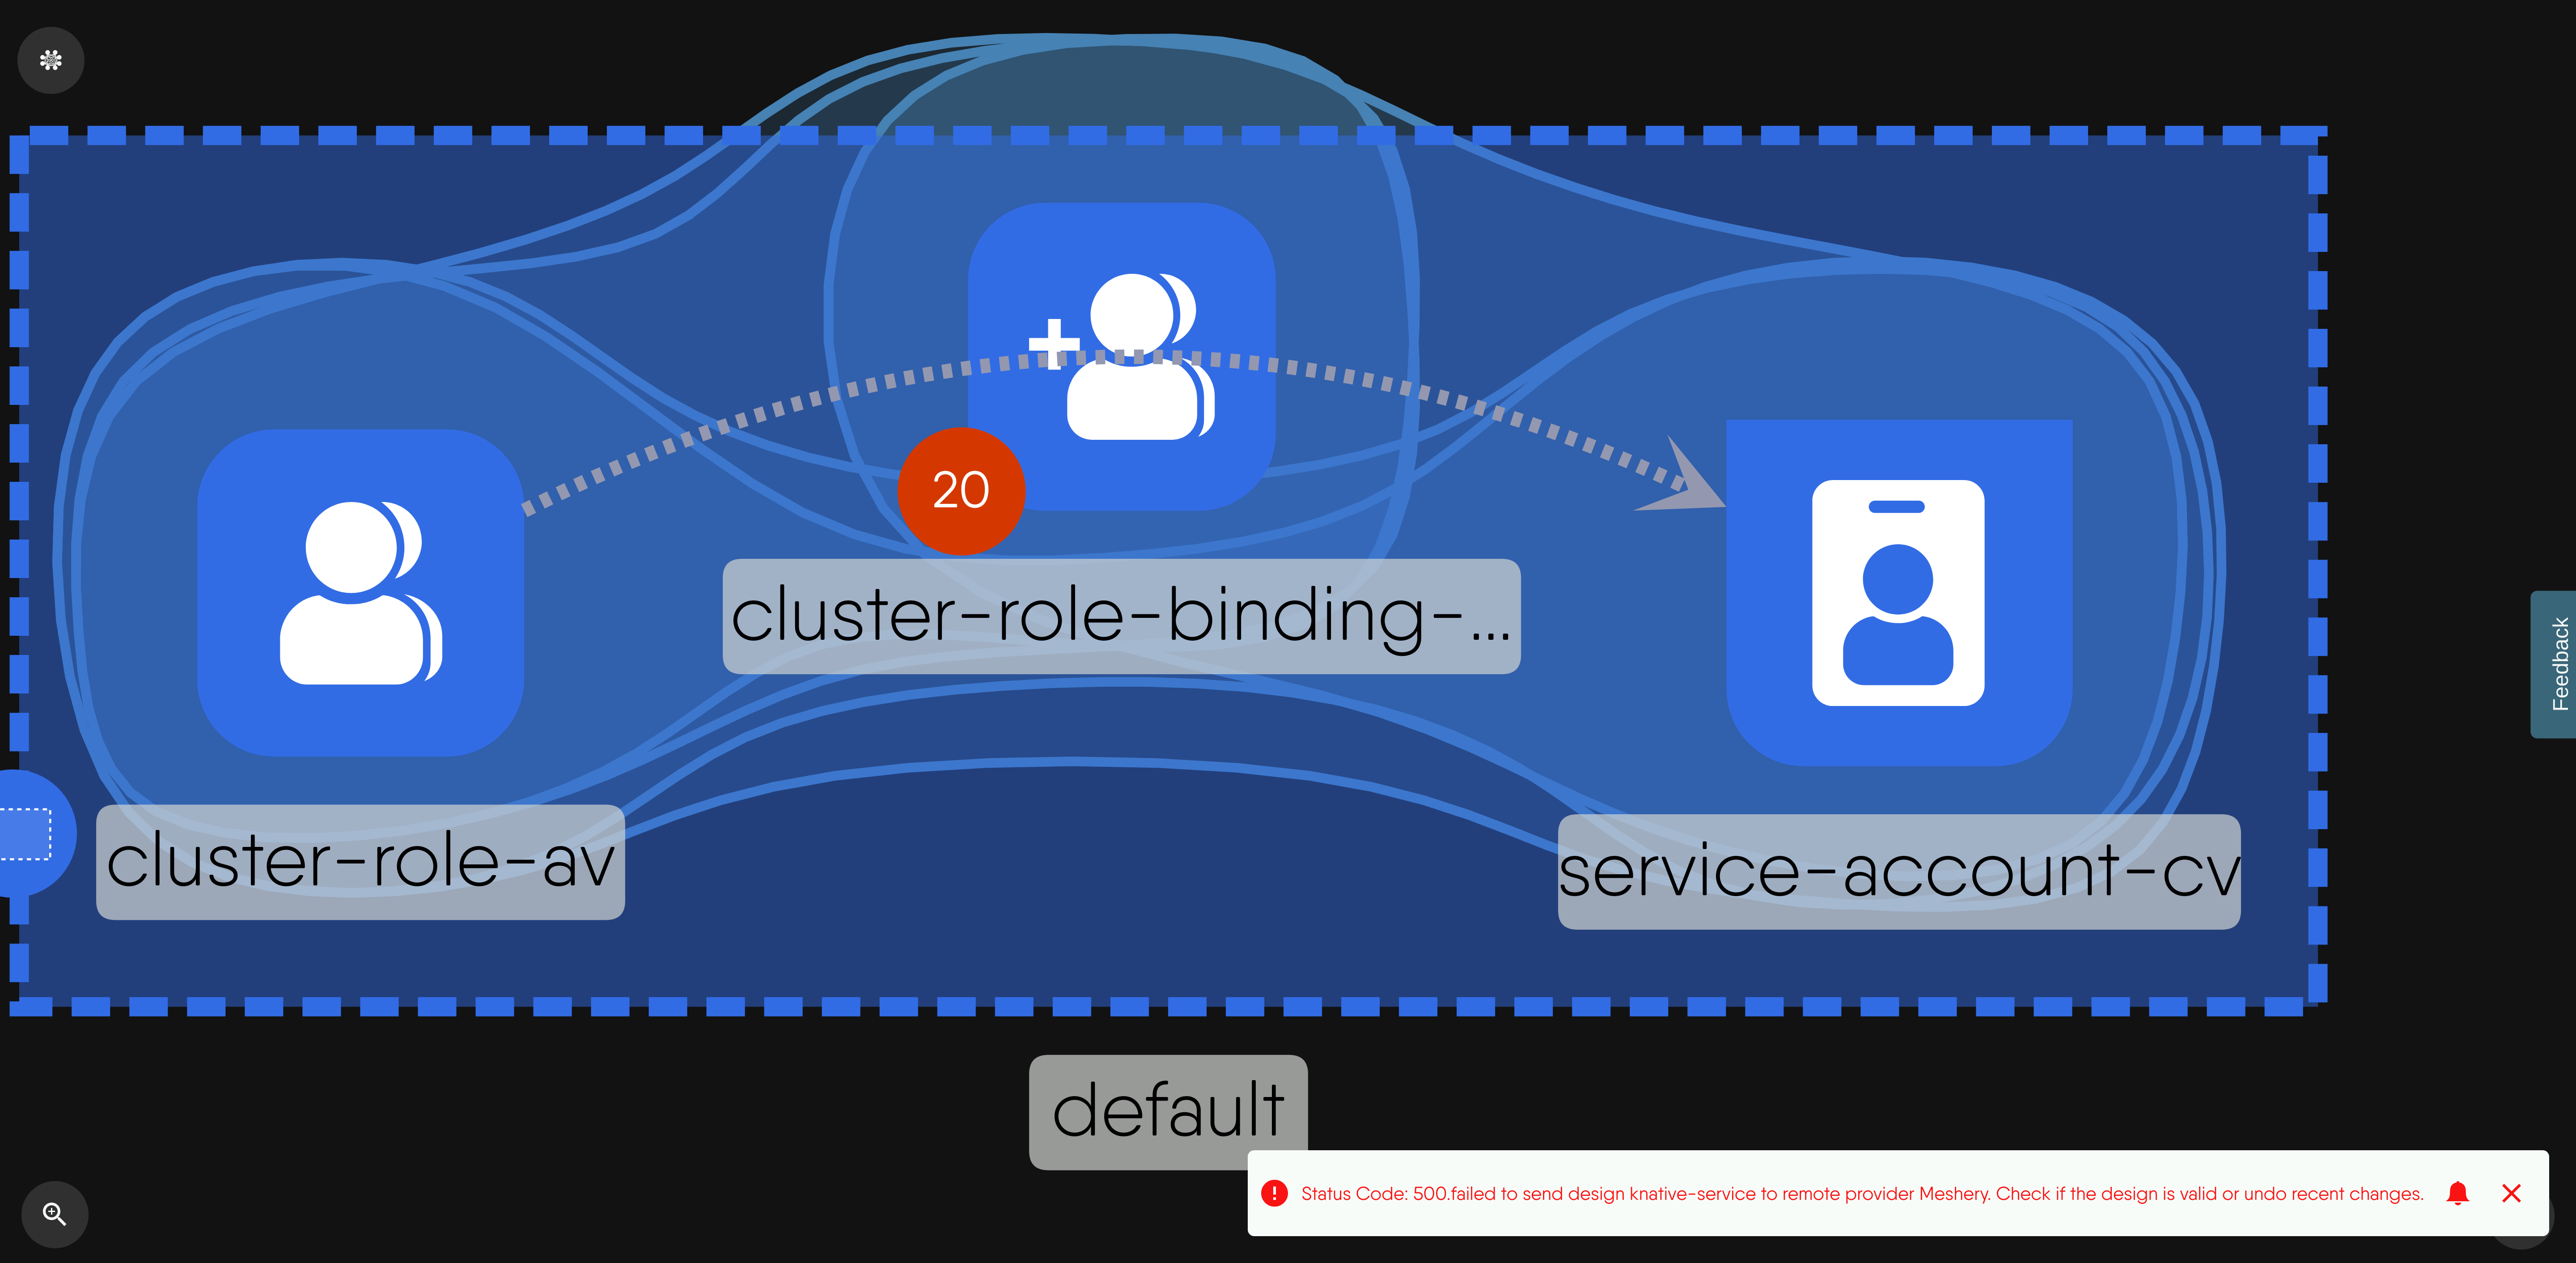 20
cluster-role-binding-...
cluster-role-av
service-account-cv
default
Feedback
Status Code: 500.failed to send design knative-service to remote provider Meshery. Check if the design is valid or undo recent changes.